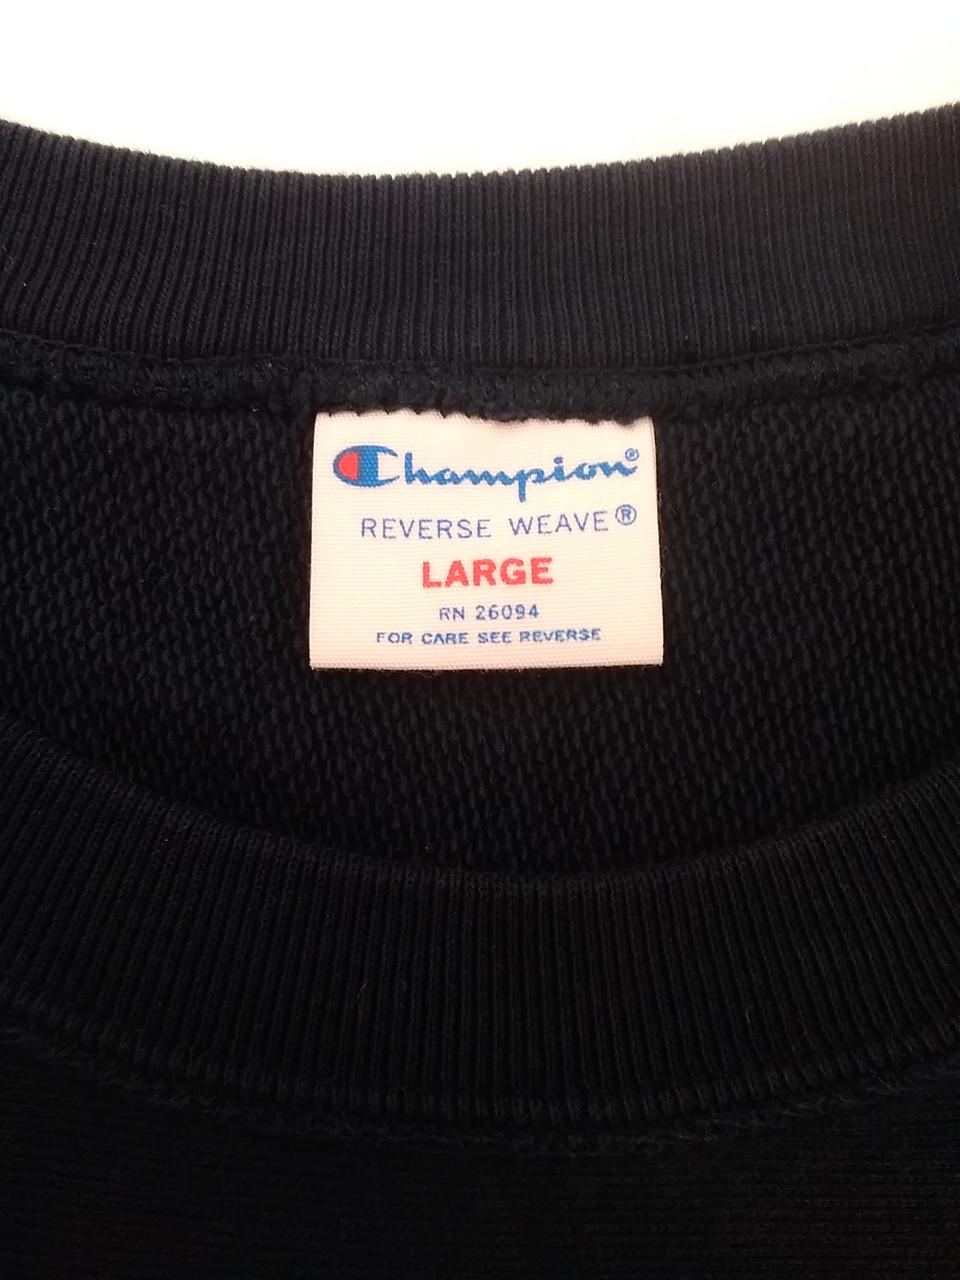 Champion®
REVERSE WEAVE®
LARGE
RN 26094
FOR CARE SEE REVERSE